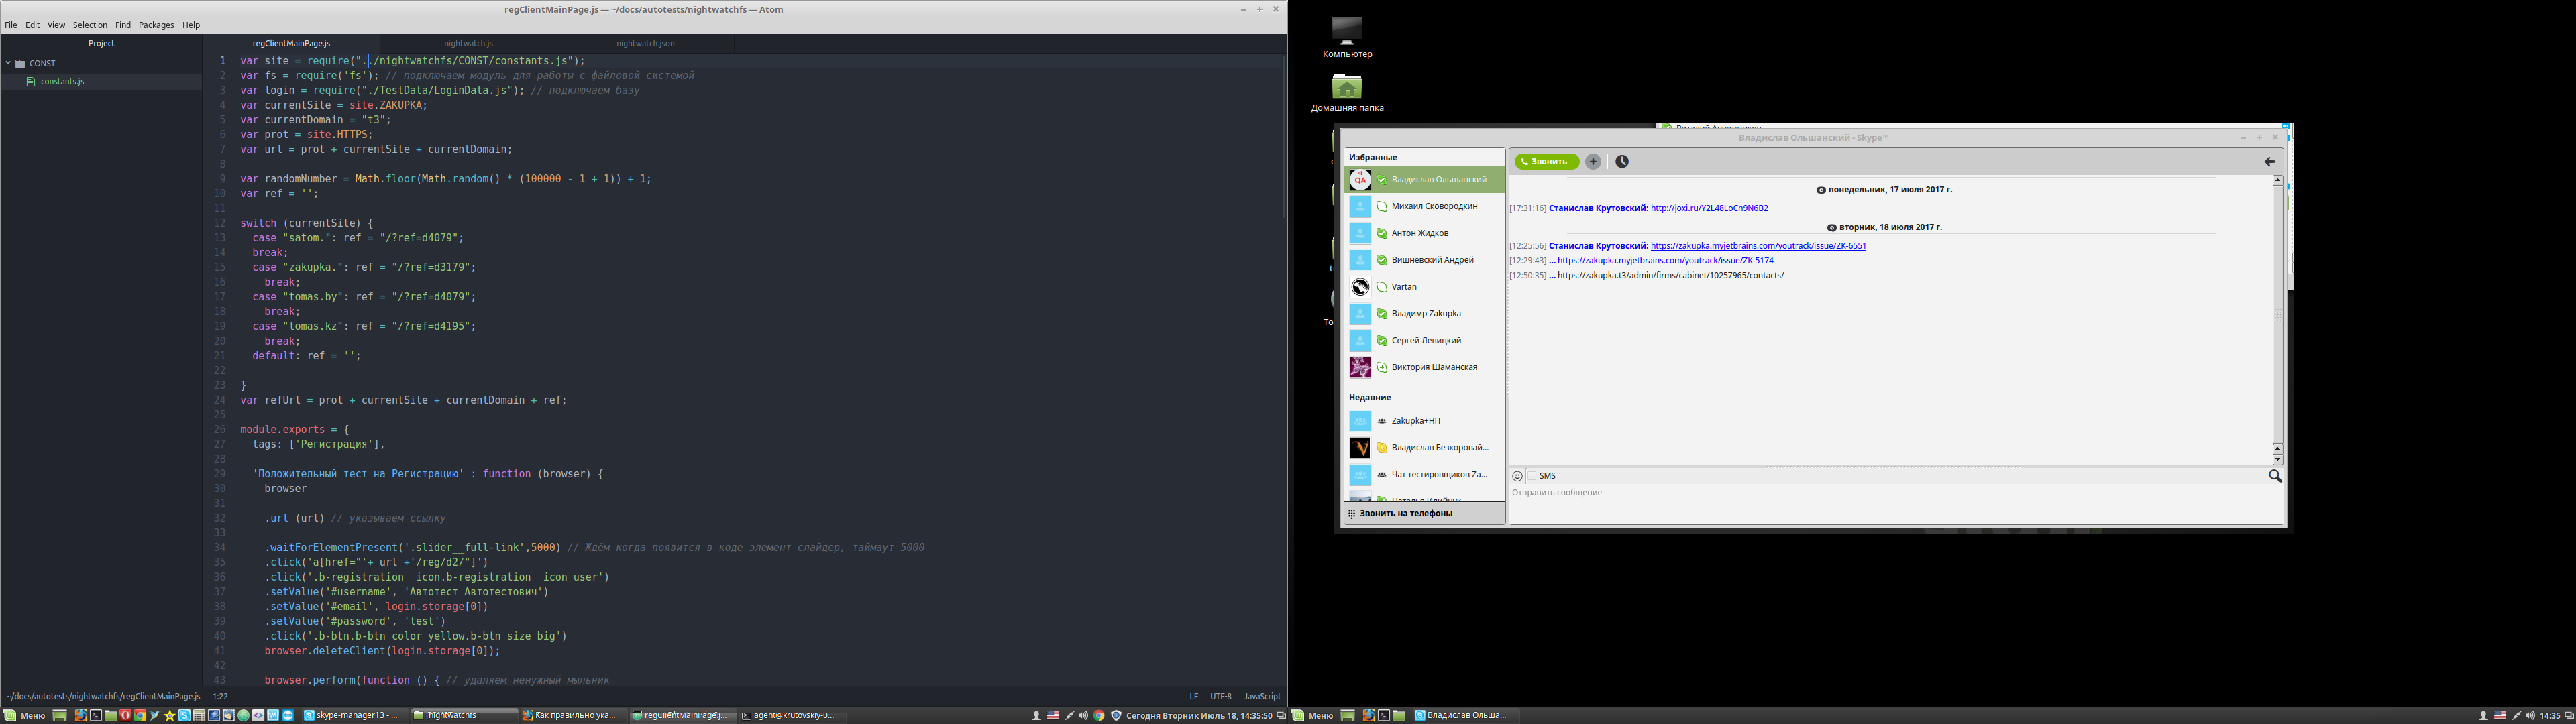 regClientMainPage.js — ~/docs/autotests/nightwatchfs — Atom
File Edit View Selection Find Packages Help
Project
CONST
constants.js
regClientMainPage.js nightwatch.js nightwatch.json
1 var site = require("../nightwatchfs/CONST/constants.js");
2 var fs = require('fs'); // подключаем модуль для работы с файловой системой
3 var login = require("./TestData/LoginData.js"); // подключаем базу
4 var currentSite = site.ZAKUPKA;
5 var currentDomain = "t3";
6 var prot = site.HTTPS;
7 var url = prot + currentSite + currentDomain;
8
9 var randomNumber = Math.floor(Math.random() * (100000 - 1 + 1)) + 1;
10 var ref = '';
11
12 switch (currentSite) {
13 case "satom.": ref = "/?ref=d4079";
14 break;
15 case "zakupka.": ref = "/?ref=d3179";
16 break;
17 case "tomas.by": ref = "/?ref=d4079";
18 break;
19 case "tomas.kz": ref = "/?ref=d4195";
20 break;
21 default: ref = '';
22
23 }
24 var refUrl = prot + currentSite + currentDomain + ref;
25
26 module.exports = {
27 tags: ['Регистрация'],
28
29 'Положительный тест на Регистрацию' : function (browser) {
30 browser
31
32 .url (url) // указываем ссылку
33
34 .waitForElementPresent('.slider__full-link',5000) // Ждём когда появится в коде элемент слайдер, таймаут 5000
35 .click('a[href="'+ url +'/reg/d2/"]')
36 .click('.b-registration__icon.b-registration__icon_user')
37 .setValue('#username', 'Автотест Автотестович')
38 .setValue('#email', login.storage[0])
39 .setValue('#password', 'test')
40 .click('.b-btn.b-btn_color_yellow.b-btn_size_big')
41 browser.deleteClient(login.storage[0]);
42
43 browser.perform(function () { // удаляем ненужный мыльник
~/docs/autotests/nightwatchfs/regClientMainPage.js 1:22 LF UTF-8 JavaScript
Меню skype-manager13 - ... [nightwatchfs] Как правильно ука... regClientMainPage.j... agent@krutovskiy-u... Сегодня Вторник Июль 18, 14:35:50
Компьютер
Домашняя папка
Владислав Ольшанский - Skype™
Избранные
Владислав Ольшанский
Михаил Сковородкин
Антон Жидков
Вишневский Андрей
Vartan
Владимр Zakupka
Сергей Левицкий
Виктория Шаманская
Недавние
Zakupka+НП
Владислав Безкоровай...
Чат тестировщиков Za...
Звонить на телефоны
Звонить
понедельник, 17 июля 2017 г.
[17:31:16] Станислав Крутовский: http://joxi.ru/Y2L48LoCn9N6B2
вторник, 18 июля 2017 г.
[12:25:56] Станислав Крутовский: https://zakupka.myjetbrains.com/youtrack/issue/ZK-6551
[12:29:43] ... https://zakupka.myjetbrains.com/youtrack/issue/ZK-5174
[12:50:35] ... https://zakupka.t3/admin/firms/cabinet/10257965/contacts/
SMS
Отправить сообщение
Меню Владислав Ольша... 14:35